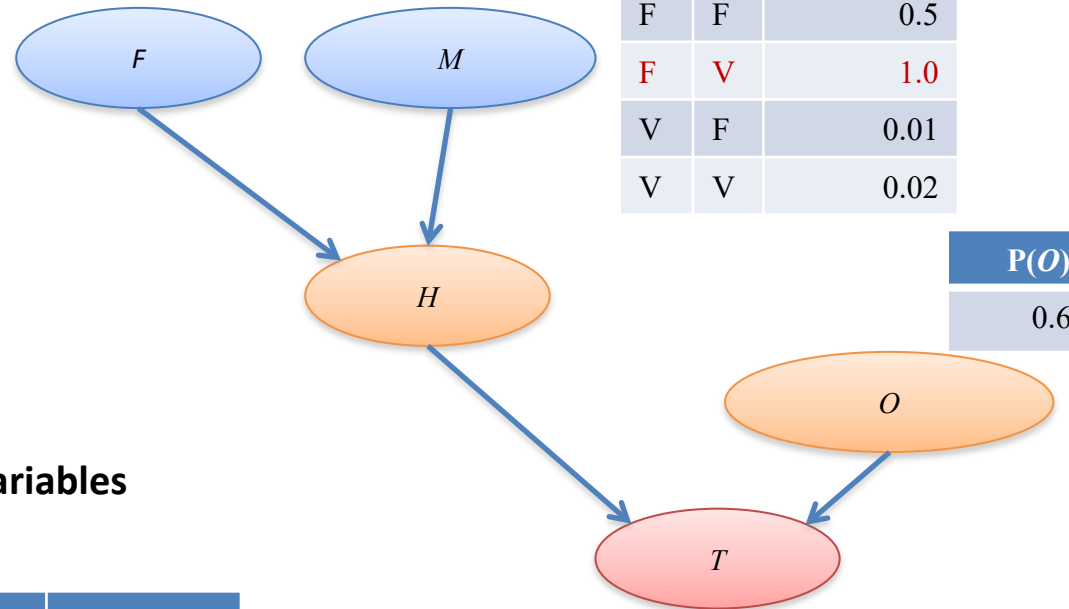 F F 0.5
F M
F V 1.0
V F 0.01
V V 0.02
P(O)
H
0.6
O
ariables
T